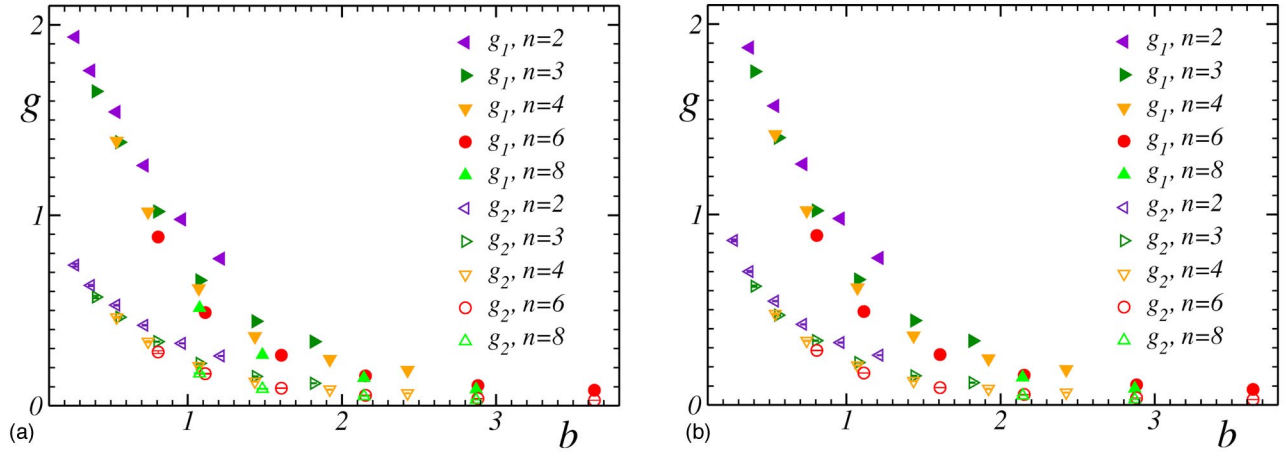 2
g
1
0
g1, n=2
g1, n=3
g1, n=4
g1, n=6
g1, n=8
g2, n=2
g2, n=3
g2, n=4
g2, n=6
g2, n=8
1
2
3
(a)
b
2
g
1
0
g1, n=2
g1, n=3
g1, n=4
g1, n=6
g1, n=8
g2, n=2
g2, n=3
g2, n=4
g2, n=6
g2, n=8
1
2
3
(b)
b